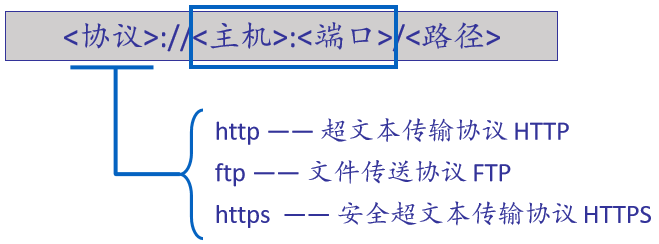 <协议>://<主机>:<端口>/<路径>
http —— 超文本传输协议 HTTP
ftp —— 文件传送协议 FTP
https —— 安全超文本传输协议 HTTPS